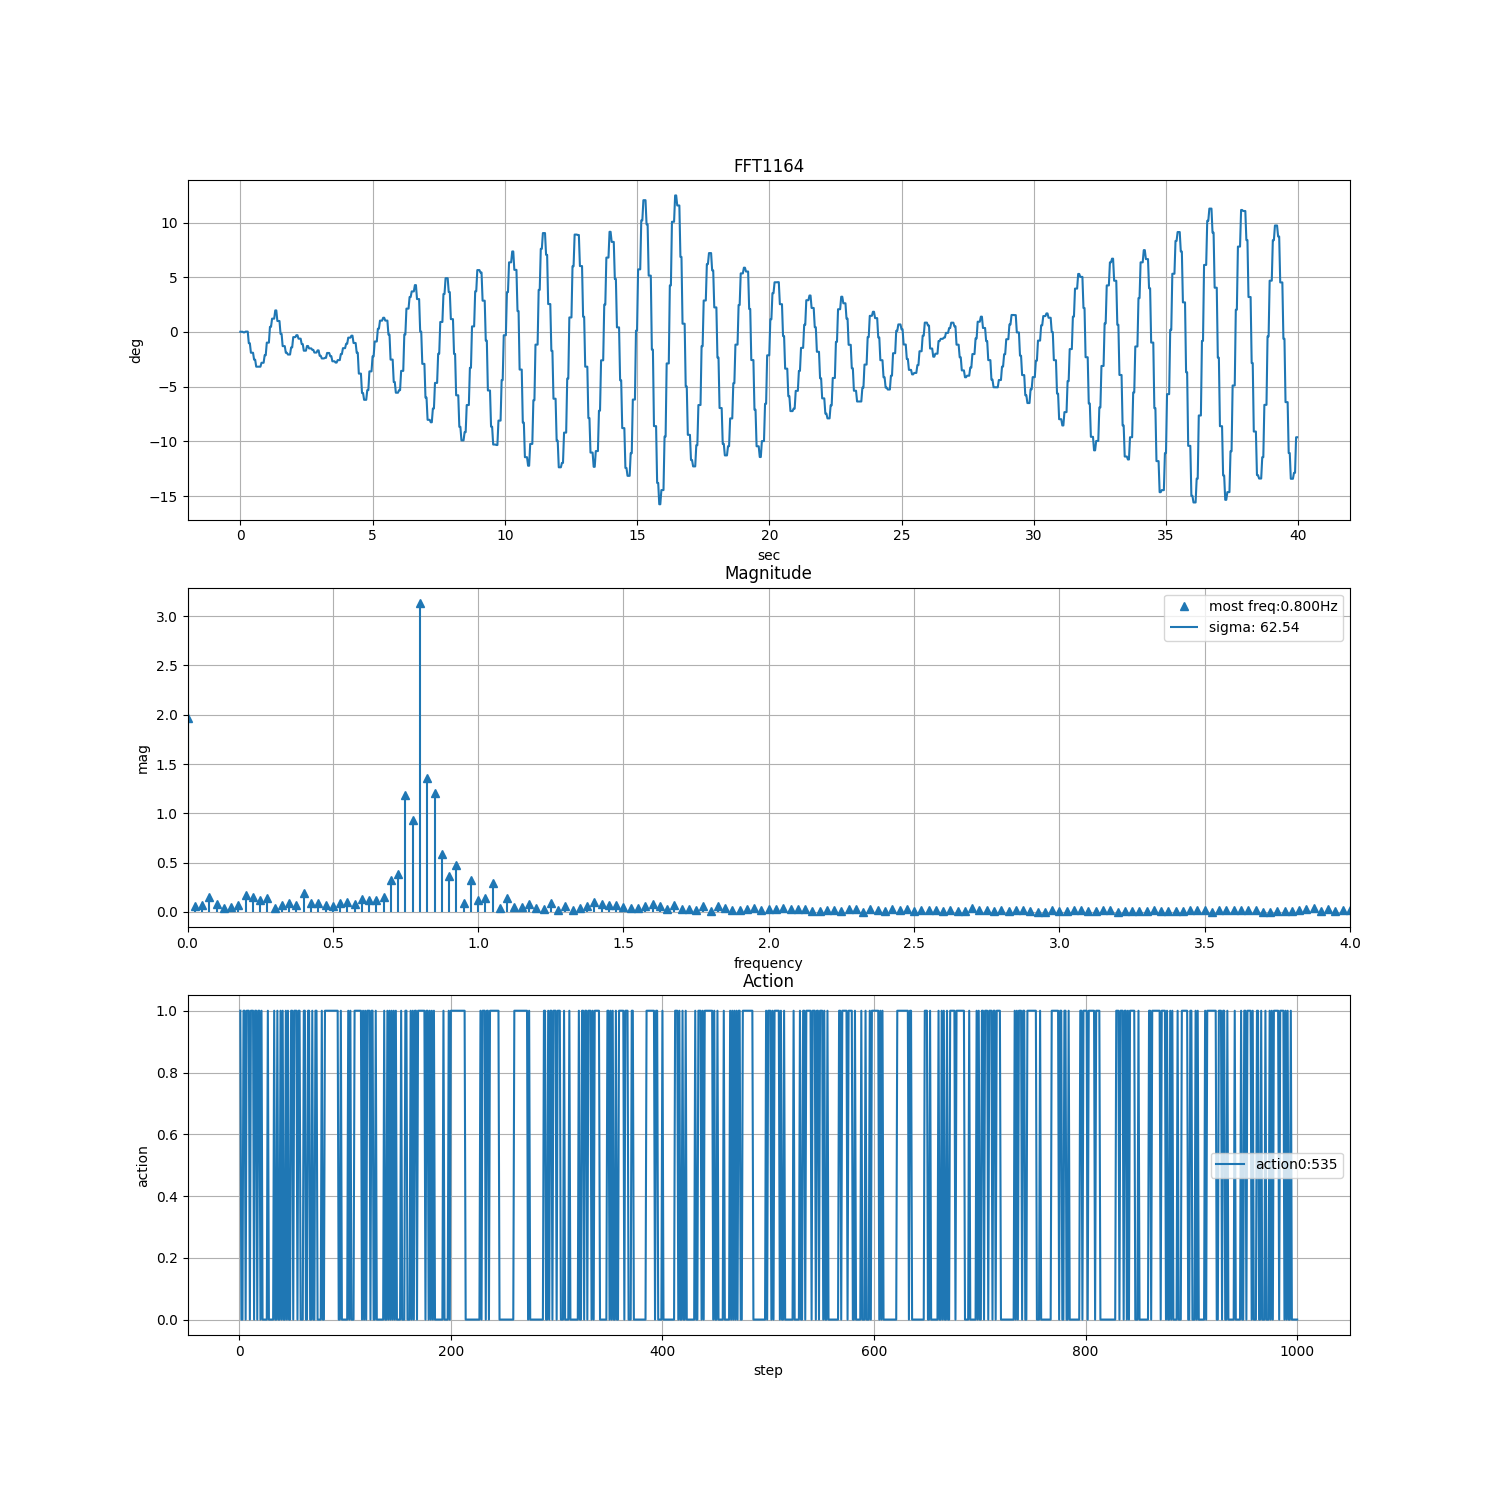 FFT1164
10
5
0
−5
−10
−15
deg
0 5 10 15 20 25 30 35 40
sec
Magnitude
most freq:0.800Hz
sigma: 62.54
3.0
2.5
2.0
1.5
1.0
0.5
0.0
mag
0.0 0.5 1.0 1.5 2.0 2.5 3.0 3.5 4.0
frequency
Action
1.0
0.8
0.6
0.4
0.2
0.0
action
action0:535
0 200 400 600 800 1000
step